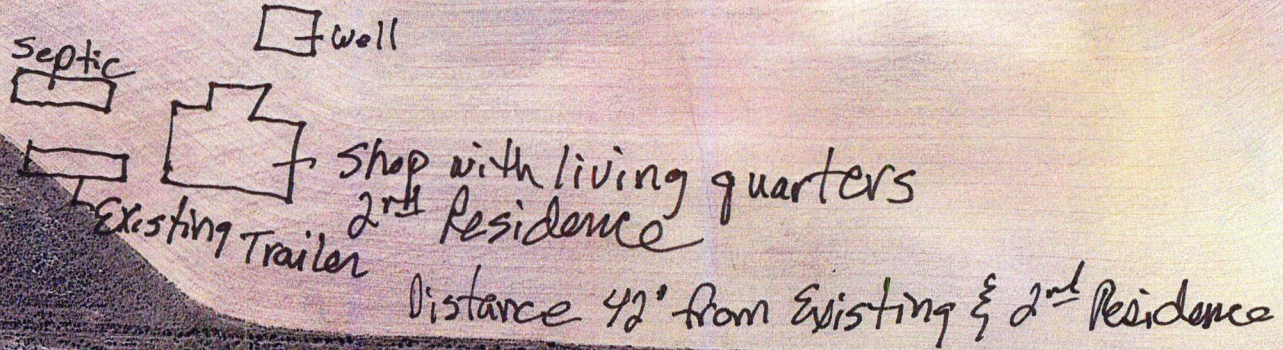 well
septic
Shop with living quarters
2nd Residence
Existing Trailer
Distance 42' from Existing & 2nd Residence